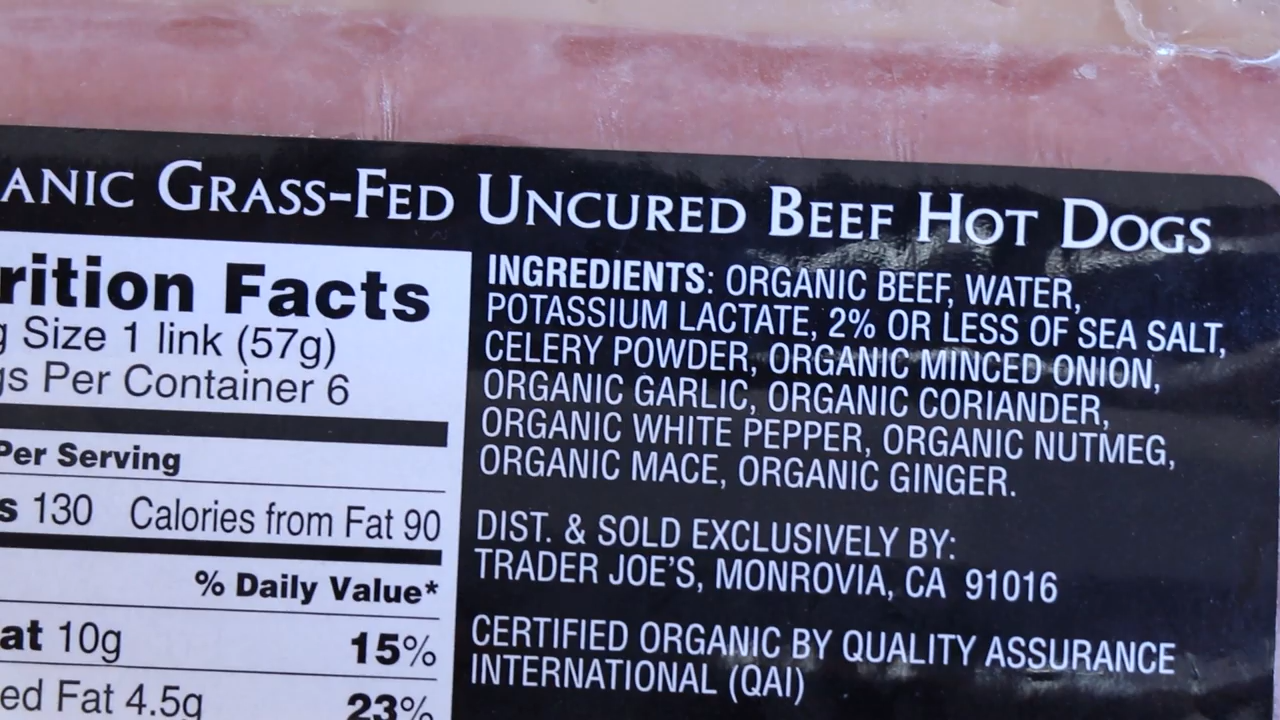 ANIC GRASS-FED UNCURED BEEF HOT DOGS
rition Facts
g Size 1 link (57g)
gs Per Container 6
Per Serving
s 130 Calories from Fat 90
% Daily Value*
at 10g 15%
ed Fat 4.5g 23%
INGREDIENTS: ORGANIC BEEF, WATER,
POTASSIUM LACTATE, 2% OR LESS OF SEA SALT,
CELERY POWDER, ORGANIC MINCED ONION,
ORGANIC GARLIC, ORGANIC CORIANDER,
ORGANIC WHITE PEPPER, ORGANIC NUTMEG,
ORGANIC MACE, ORGANIC GINGER.
DIST. & SOLD EXCLUSIVELY BY:
TRADER JOE'S, MONROVIA, CA 91016
CERTIFIED ORGANIC BY QUALITY ASSURANCE
INTERNATIONAL (QAI)